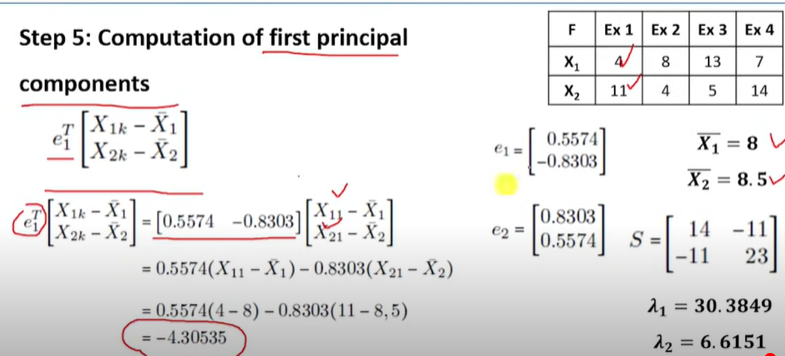 Step 5: Computation of first principal
components
F Ex 1 Ex 2 Ex 3 Ex 4
X₁ 4 8 13 7
X₂ 11 4 5 14
e₁ᵀ [X₁ₖ − X̄₁
X₂ₖ − X̄₂]
e₁ = [0.5574
−0.8303]
X̄₁ = 8
X̄₂ = 8.5
e₁ᵀ [X₁ₖ − X̄₁
X₂ₖ − X̄₂] = [0.5574 −0.8303] [X₁₁ − X̄₁
X₂₁ − X̄₂]
= 0.5574(X₁₁ − X̄₁) − 0.8303(X₂₁ − X̄₂)
= 0.5574(4 − 8) − 0.8303(11 − 8,5)
= −4.30535
e₂ = [0.8303
0.5574]
S = [14 −11
−11 23]
λ₁ = 30.3849
λ₂ = 6.6151